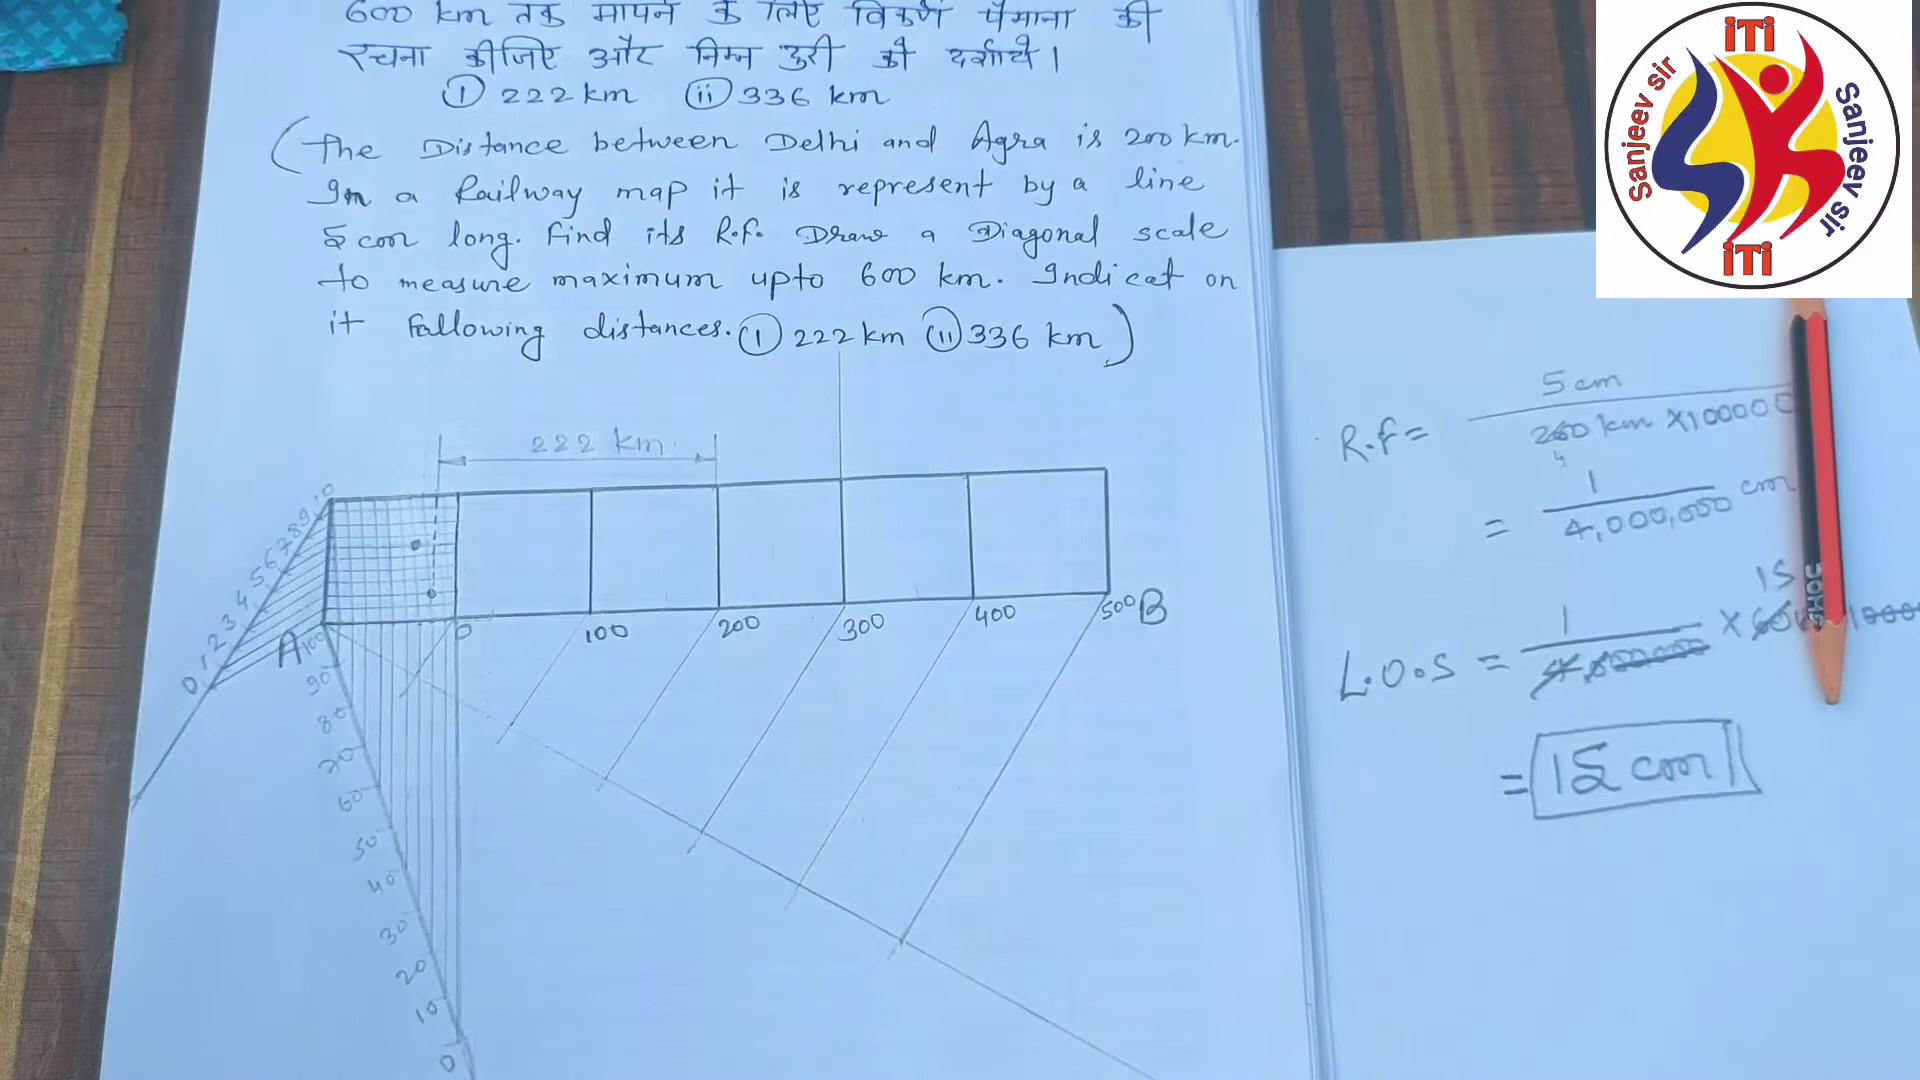 600 km तक मापने के लिए विकर्ण पैमाना की
रचना कीजिए और निम्न दुरी को दर्शाये।
(i) 222 km (ii) 336 km
(The Distance between Delhi and Agra is 200 km.
In a Railway map it is represent by a line
5 cm long. Find its R.F. Draw a Diagonal scale
to measure maximum upto 600 km. Indicat on
it following distances. (i) 222 km (ii) 336 km)
222 km
10
9
8
7
6
5
4
3
2
1
0
A
B
0
100
200
300
400
500
100
90
80
70
60
50
40
30
20
10
0
R.F =
5 cm
200 km × 100000
4
= 1
4,000,000 cm
15
L.O.S = 1
= 15 cm
iTi
Sanjeev sir
Sanjeev sir
iTi